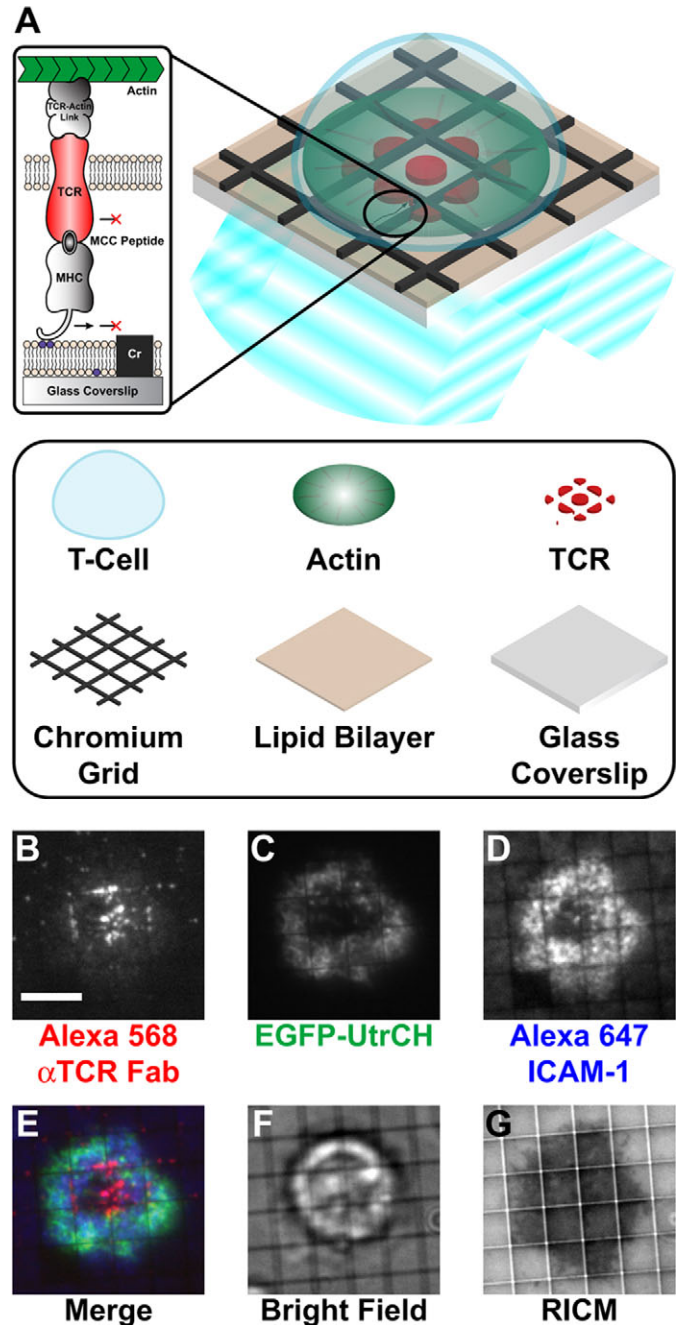 A
Actin
TCR-Actin
Link
TCR
MCC Peptide
MHC
Cr
Glass Coverslip
T-Cell
Actin
TCR
Chromium
Grid
Lipid Bilayer
Glass
Coverslip
B
C
D
Alexa 568
αTCR Fab
EGFP-UtrCH
Alexa 647
ICAM-1
E
F
G
Merge
Bright Field
RICM